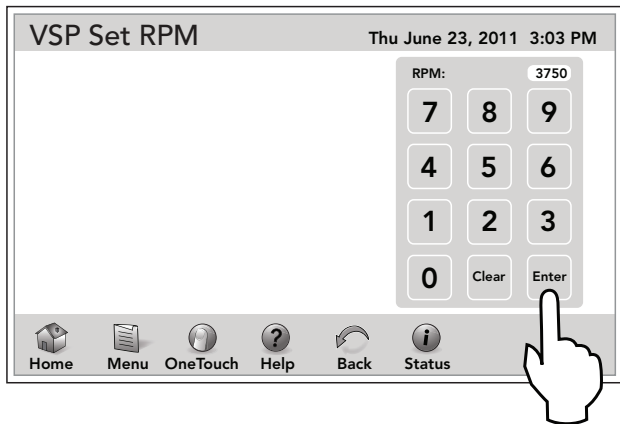 VSP Set RPM Thu June 23, 2011 3:03 PM
RPM: 3750
7 8 9
4 5 6
1 2 3
0 Clear Enter
? i
Home Menu OneTouch Help Back Status